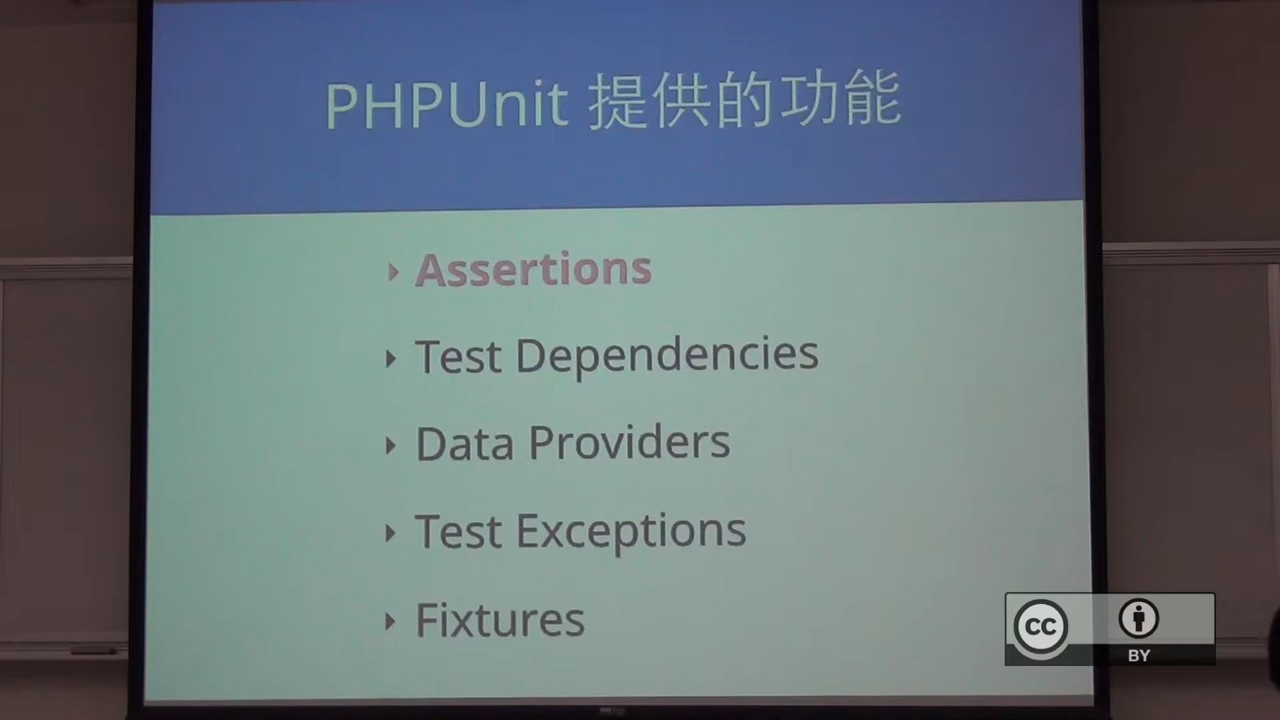 PHPUnit 提供的功能
Assertions
Test Dependencies
Data Providers
Test Exceptions
Fixtures
cc
BY